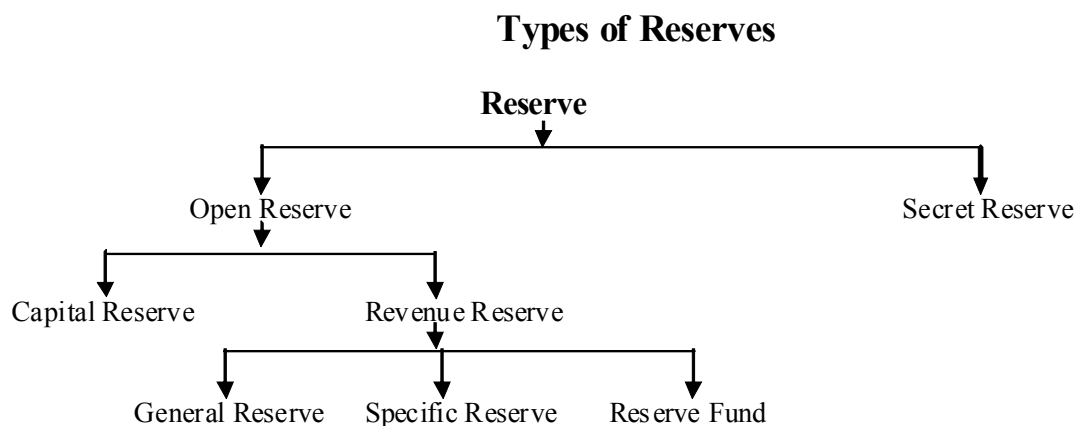 Types of Reserves
Reserve
Open Reserve
Secret Reserve
Capital Reserve
Revenue Reserve
General Reserve
Specific Reserve
Reserve Fund